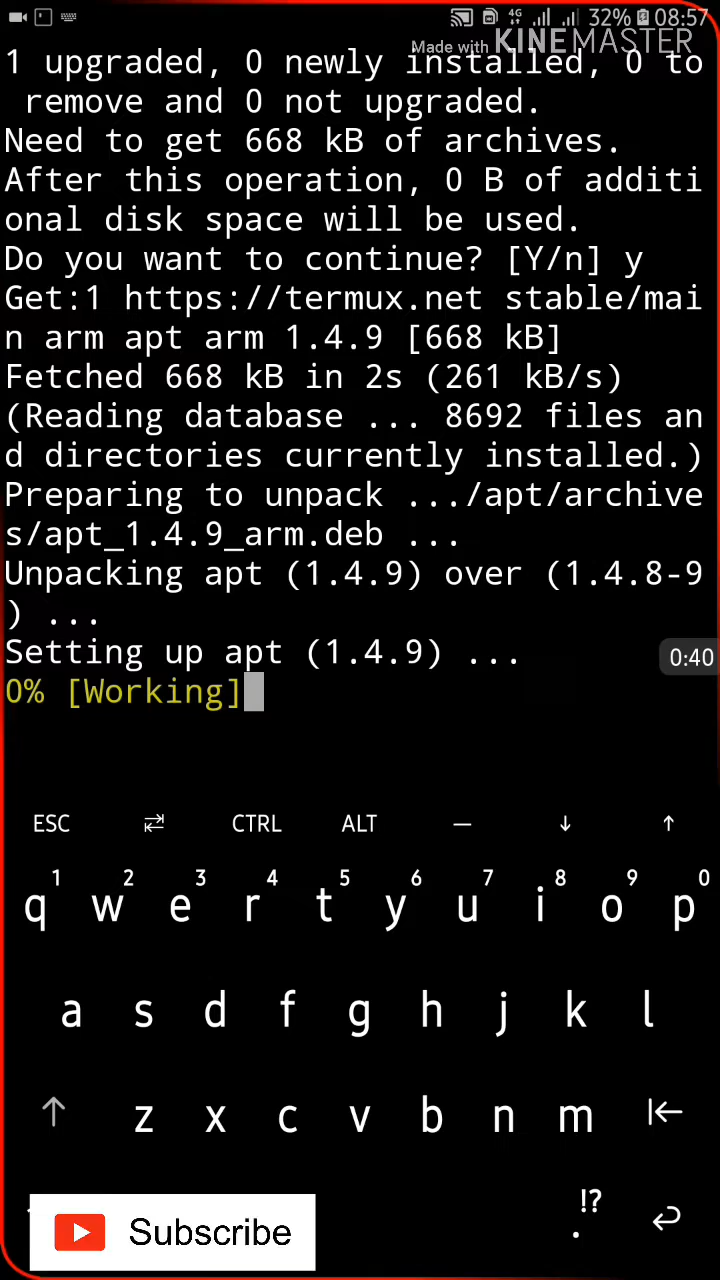 32% 08:57
Made with KINEMASTER
1 upgraded, 0 newly installed, 0 to
remove and 0 not upgraded.
Need to get 668 kB of archives.
After this operation, 0 B of additi
onal disk space will be used.
Do you want to continue? [Y/n] y
Get:1 https://termux.net stable/mai
n arm apt arm 1.4.9 [668 kB]
Fetched 668 kB in 2s (261 kB/s)
(Reading database ... 8692 files an
d directories currently installed.)
Preparing to unpack .../apt/archive
s/apt_1.4.9_arm.deb ...
Unpacking apt (1.4.9) over (1.4.8-9
) ...
Setting up apt (1.4.9) ...
0:40
0% [Working]
ESC ⇄ CTRL ALT — ↓ ↑
1 2 3 4 5 6 7 8 9 0
q w e r t y u i o p
a s d f g h j k l
z x c v b n m
!?
.
Subscribe